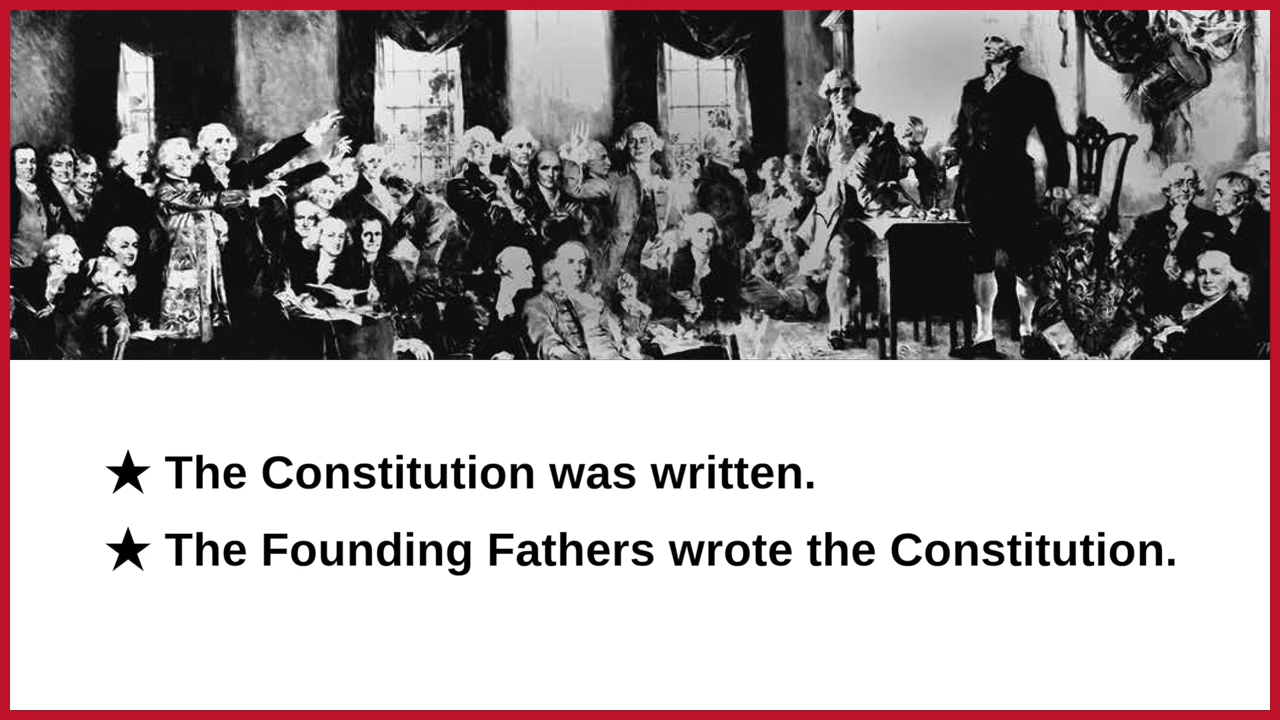 ★ The Constitution was written.
★ The Founding Fathers wrote the Constitution.